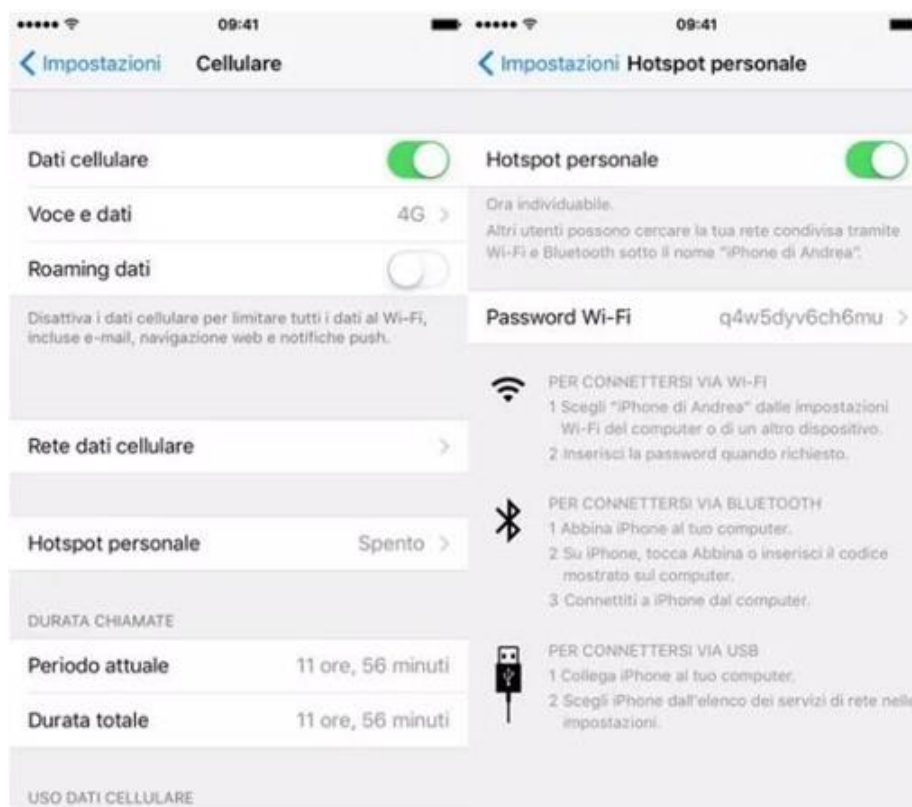 09:41
Impostazioni Cellulare
Dati cellulare
Voce e dati 4G
Roaming dati
Disattiva i dati cellulare per limitare tutti i dati al Wi-Fi,
incluse e-mail, navigazione web e notifiche push.
Rete dati cellulare
Hotspot personale Spento
DURATA CHIAMATE
Periodo attuale 11 ore, 56 minuti
Durata totale 11 ore, 56 minuti
USO DATI CELLULARE
09:41
Impostazioni Hotspot personale
Hotspot personale
Ora individuabile.
Altri utenti possono cercare la tua rete condivisa tramite
Wi-Fi e Bluetooth sotto il nome "iPhone di Andrea".
Password Wi-Fi q4w5dyv6ch6mu
PER CONNETTERSI VIA WI-FI
1 Scegli "iPhone di Andrea" dalle impostazioni
Wi-Fi del computer o di un altro dispositivo.
2 Inserisci la password quando richiesto.
PER CONNETTERSI VIA BLUETOOTH
1 Abbina iPhone al tuo computer.
2 Su iPhone, tocca Abbina o inserisci il codice
mostrato sul computer.
3 Connettiti a iPhone dal computer.
PER CONNETTERSI VIA USB
1 Collega iPhone al tuo computer.
2 Scegli iPhone dall'elenco dei servizi di rete nelle
impostazioni.